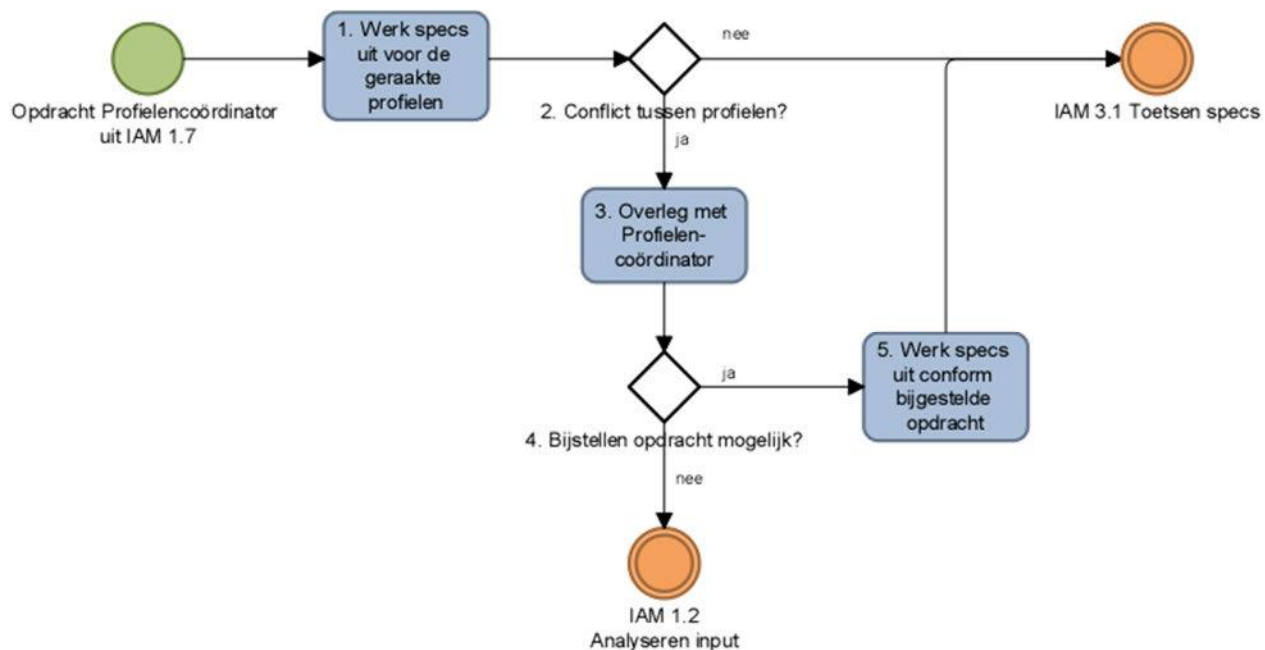 Opdracht Profielencoördinator
uit IAM 1.7
1. Werk specs
uit voor de
geraakte
profielen
nee
2. Conflict tussen profielen?
ja
IAM 3.1 Toetsen specs
3. Overleg met
Profielen-
coördinator
ja
4. Bijstellen opdracht mogelijk?
nee
5. Werk specs
uit conform
bijgestelde
opdracht
IAM 1.2
Analyseren input